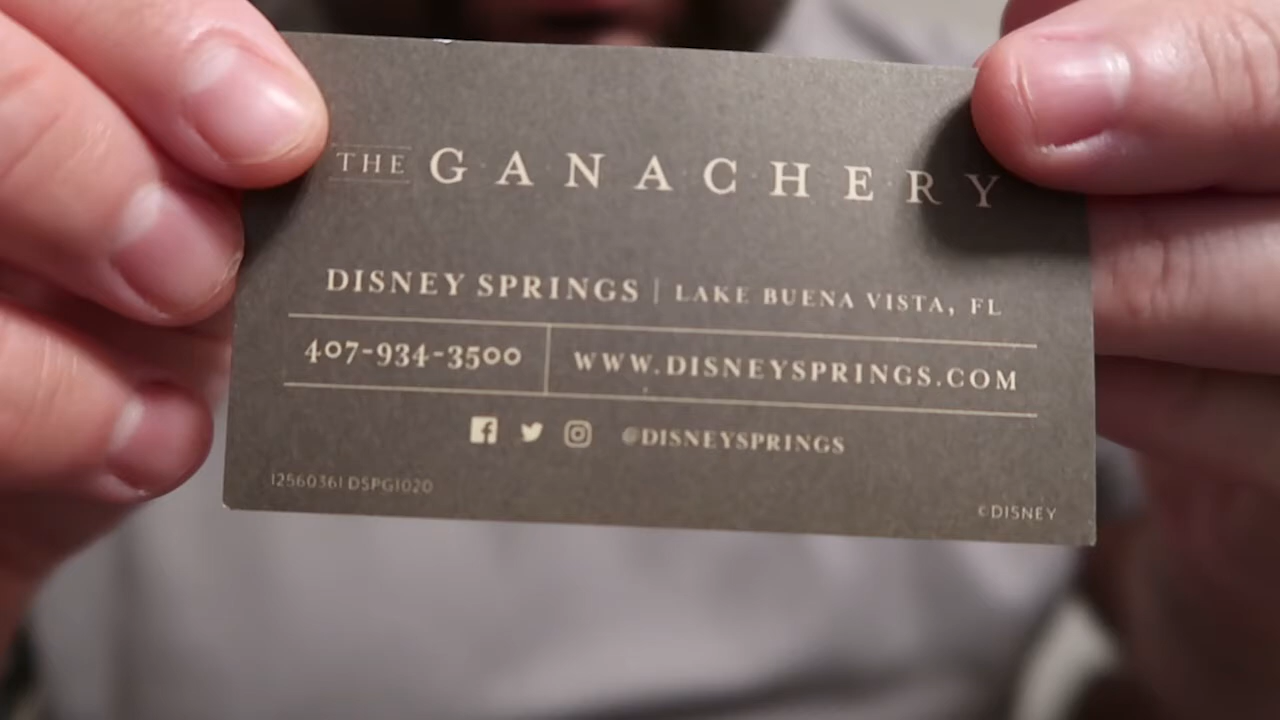 THE GANACHERY
DISNEY SPRINGS | LAKE BUENA VISTA, FL
407-934-3500 | WWW.DISNEYSPRINGS.COM
@DISNEYSPRINGS
12560361 DSPG1020
©DISNEY